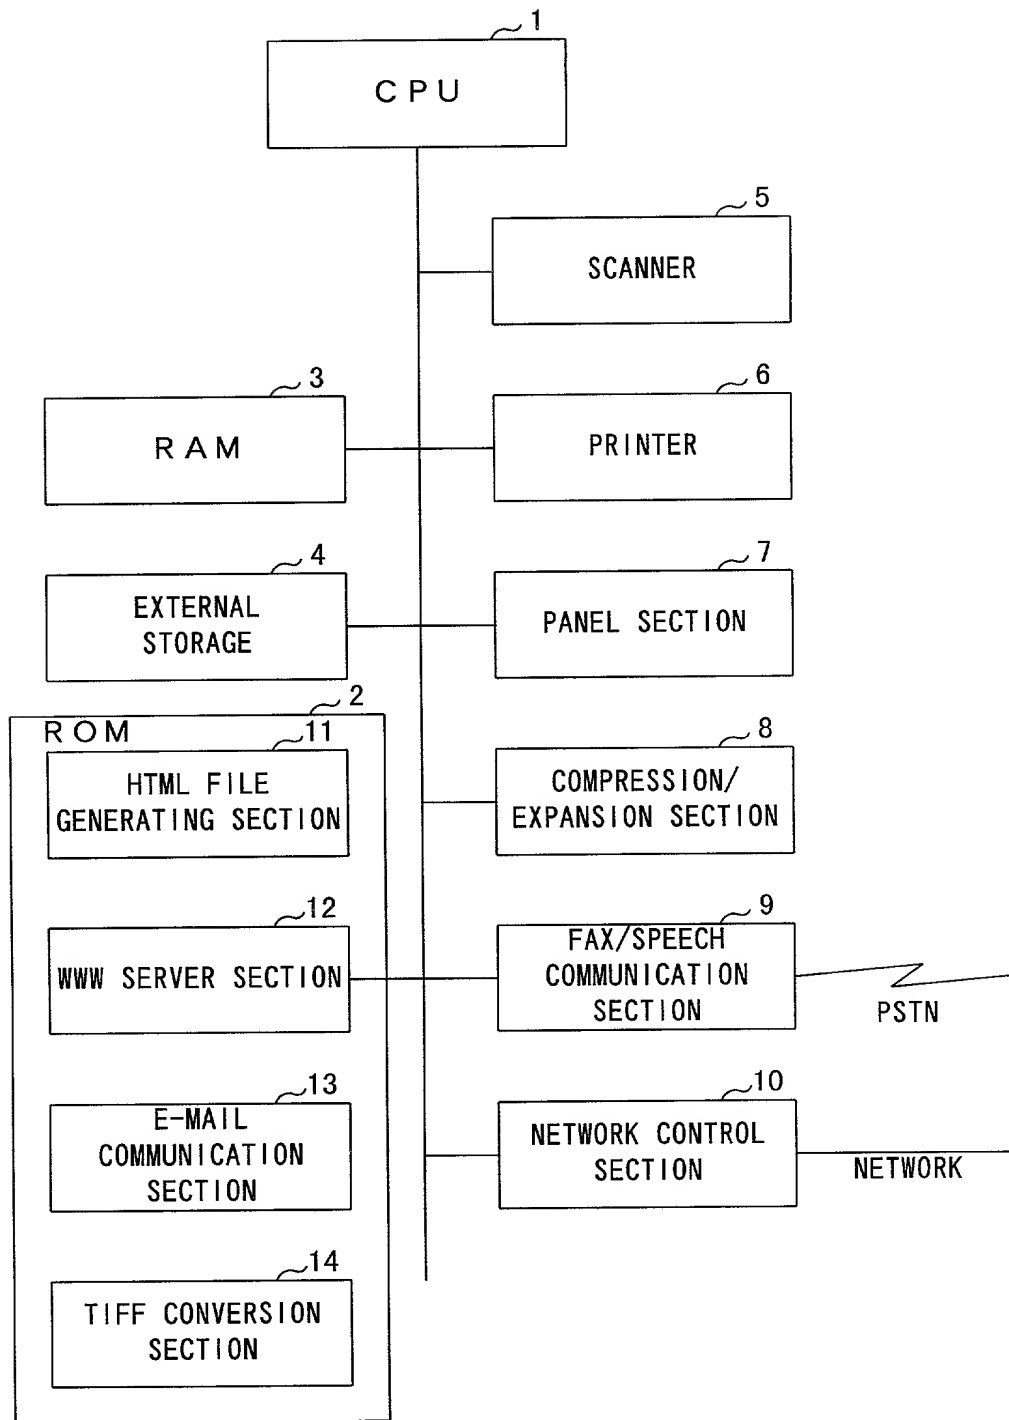 1
CPU
5
SCANNER
3
RAM
6
PRINTER
4
EXTERNAL
STORAGE
7
PANEL SECTION
2
ROM
11
HTML FILE
GENERATING SECTION
8
COMPRESSION/
EXPANSION SECTION
12
WWW SERVER SECTION
9
FAX/SPEECH
COMMUNICATION
SECTION
PSTN
13
E-MAIL
COMMUNICATION
SECTION
10
NETWORK CONTROL
SECTION
NETWORK
14
TIFF CONVERSION
SECTION